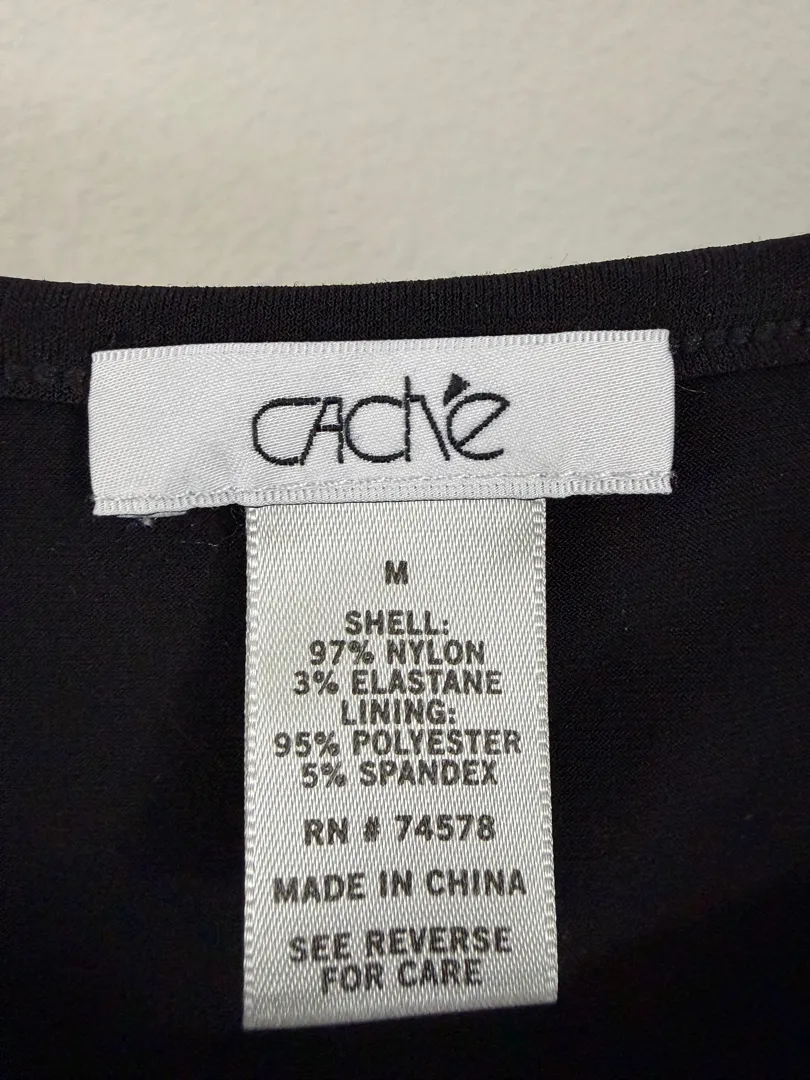 caché
M
SHELL:
97% NYLON
3% ELASTANE
LINING:
95% POLYESTER
5% SPANDEX
RN # 74578
MADE IN CHINA
SEE REVERSE
FOR CARE